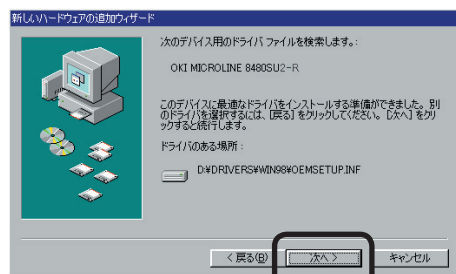 新しいハードウェアの追加ウィザード
次のデバイス用のドライバ ファイルを検索します。:
OKI MICROLINE 8480SU2-R
このデバイスに最適なドライバをインストールする準備ができました。別
のドライバを選択するには、[戻る] をクリックしてください。[次へ] をクリ
ックすると続行します。
ドライバのある場所 :
D:¥DRIVERS¥WIN98¥OEMSETUP.INF
< 戻る(B)
次へ >
キャンセル